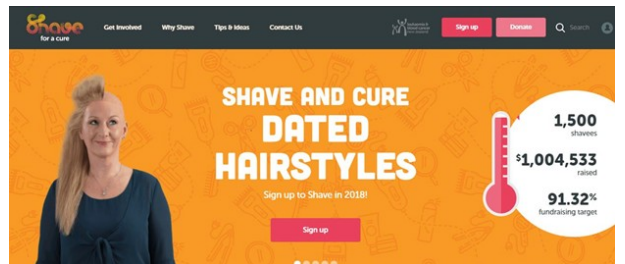 Shave
for a cure
Get Involved
Why Shave
Tips & Ideas
Contact Us
Sign up
Donate
Search
SHAVE AND CURE
DATED
HAIRSTYLES
Sign up to Shave in 2018!
Sign up
1,500
shavees
$1,004,533
raised
91.32%
fundraising target